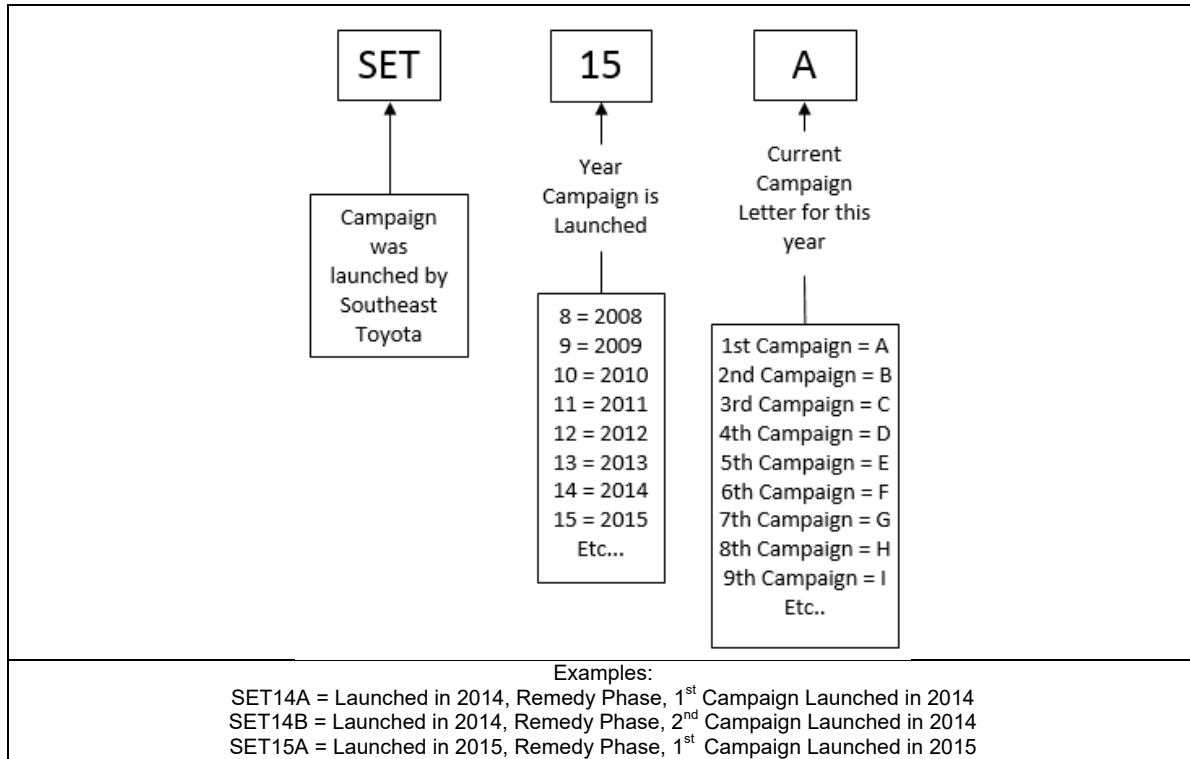 SET
15
A
Campaign
was
launched by
Southeast
Toyota
Year
Campaign is
Launched
8 = 2008
9 = 2009
10 = 2010
11 = 2011
12 = 2012
13 = 2013
14 = 2014
15 = 2015
Etc...
Current
Campaign
Letter for this
year
1st Campaign = A
2nd Campaign = B
3rd Campaign = C
4th Campaign = D
5th Campaign = E
6th Campaign = F
7th Campaign = G
8th Campaign = H
9th Campaign = I
Etc..
Examples:
SET14A = Launched in 2014, Remedy Phase, 1st Campaign Launched in 2014
SET14B = Launched in 2014, Remedy Phase, 2nd Campaign Launched in 2014
SET15A = Launched in 2015, Remedy Phase, 1st Campaign Launched in 2015